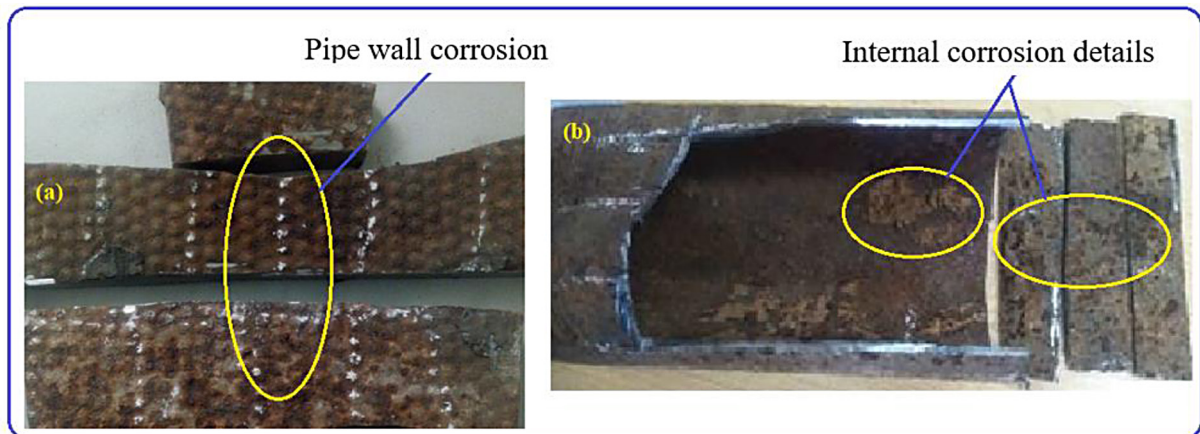 Pipe wall corrosion
Internal corrosion details
(a)
(b)